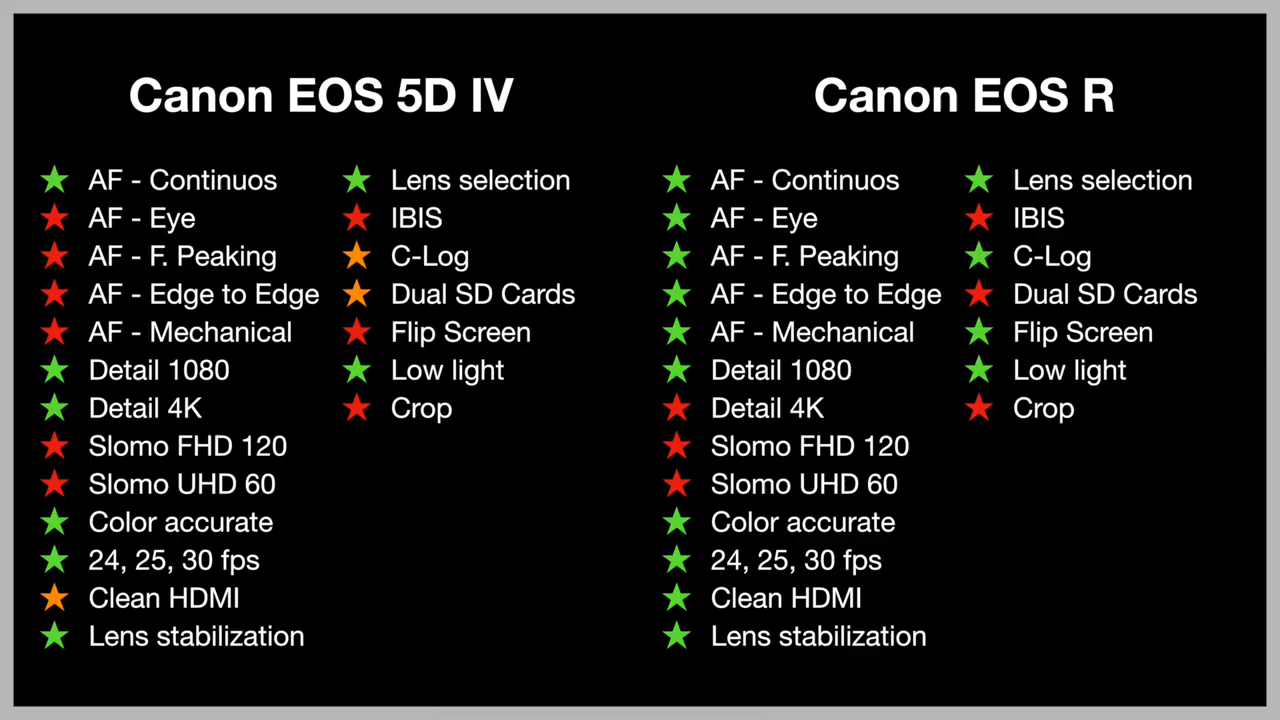 Canon EOS 5D IV
AF - Continuos
AF - Eye
AF - F. Peaking
AF - Edge to Edge
AF - Mechanical
Detail 1080
Detail 4K
Slomo FHD 120
Slomo UHD 60
Color accurate
24, 25, 30 fps
Clean HDMI
Lens stabilization
Lens selection
IBIS
C-Log
Dual SD Cards
Flip Screen
Low light
Crop
Canon EOS R
AF - Continuos
AF - Eye
AF - F. Peaking
AF - Edge to Edge
AF - Mechanical
Detail 1080
Detail 4K
Slomo FHD 120
Slomo UHD 60
Color accurate
24, 25, 30 fps
Clean HDMI
Lens stabilization
Lens selection
IBIS
C-Log
Dual SD Cards
Flip Screen
Low light
Crop